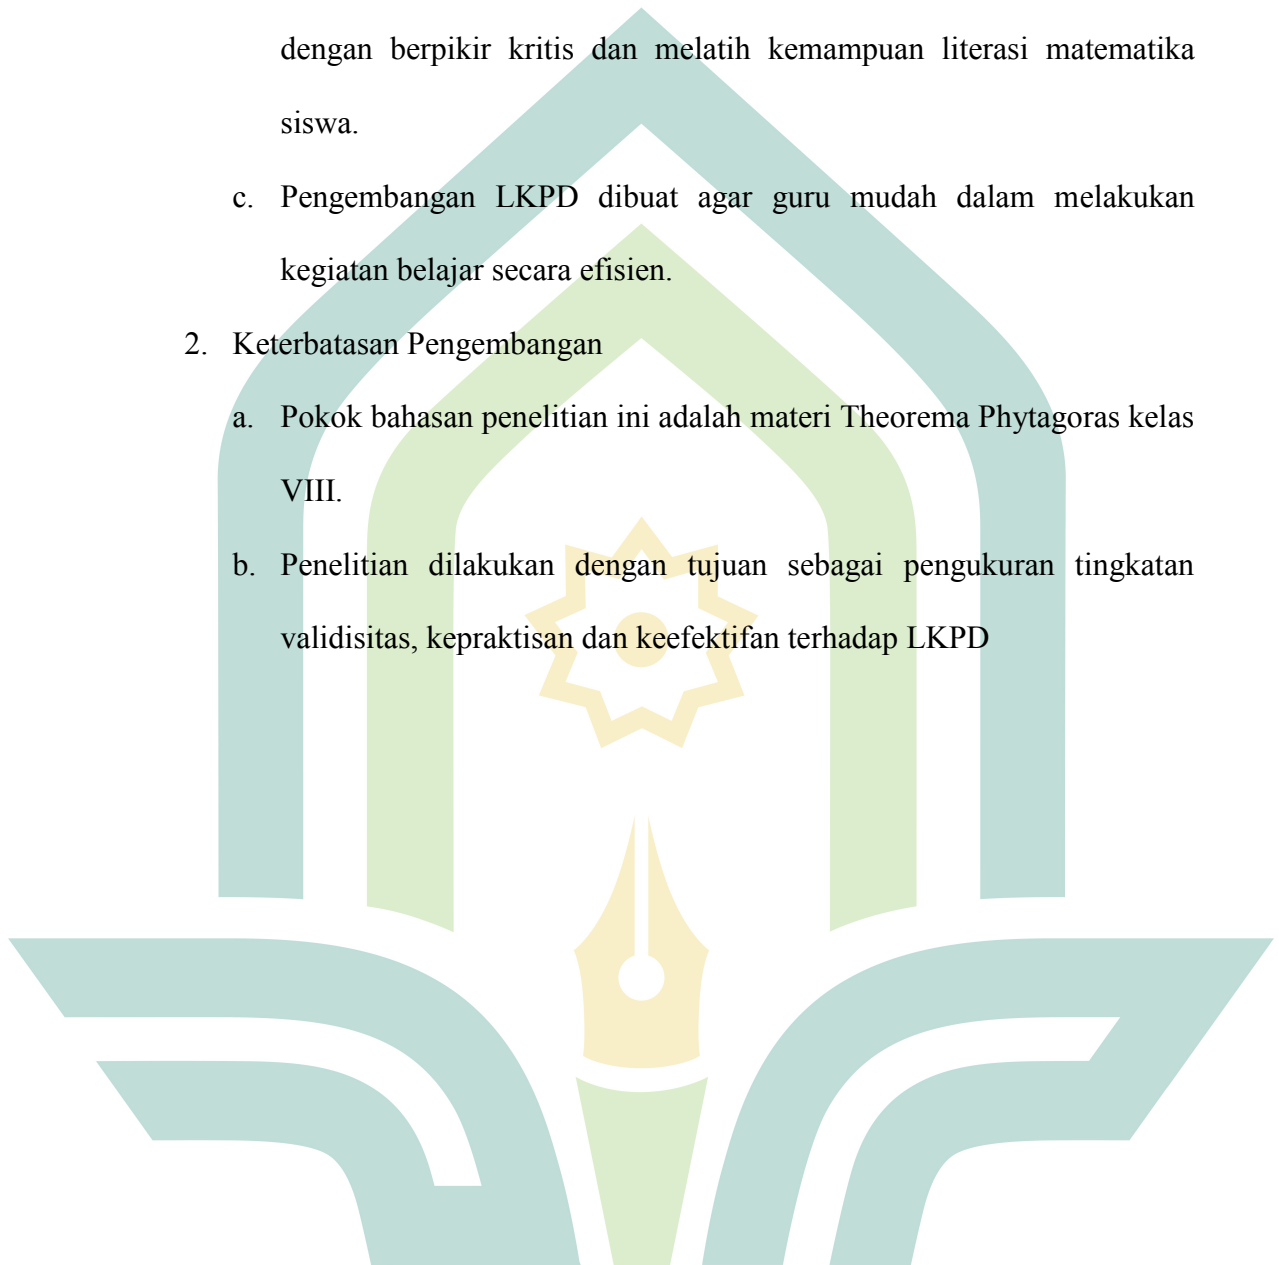 dengan berpikir kritis dan melatih kemampuan literasi matematika
siswa.
c. Pengembangan LKPD dibuat agar guru mudah dalam melakukan
kegiatan belajar secara efisien.
2. Keterbatasan Pengembangan
a. Pokok bahasan penelitian ini adalah materi Theorema Phytagoras kelas
VIII.
b. Penelitian dilakukan dengan tujuan sebagai pengukuran tingkatan
validisitas, kepraktisan dan keefektifan terhadap LKPD